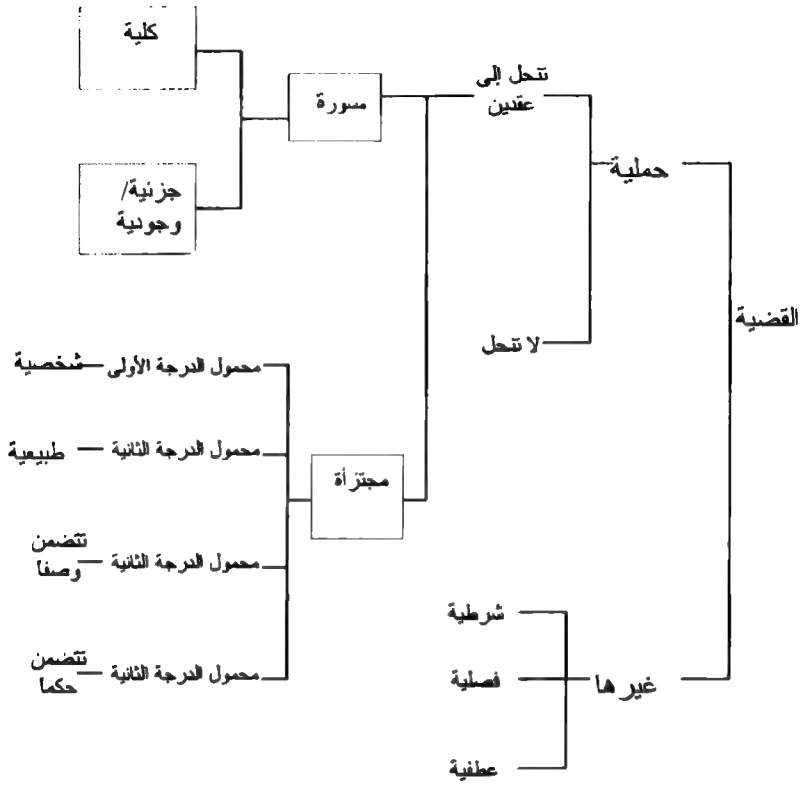 القضية
حملية
تنحل إلى
عقدين
مسورة
كلية
جزئية/
وجودية
مجتزأة
محمول الدرجة الأولى
شخصية
محمول الدرجة الثانية
طبيعية
محمول الدرجة الثانية
تتضمن
وصفا
محمول الدرجة الثانية
تتضمن
حكما
لا تنحل
غيرها
شرطية
فصلية
عطفية